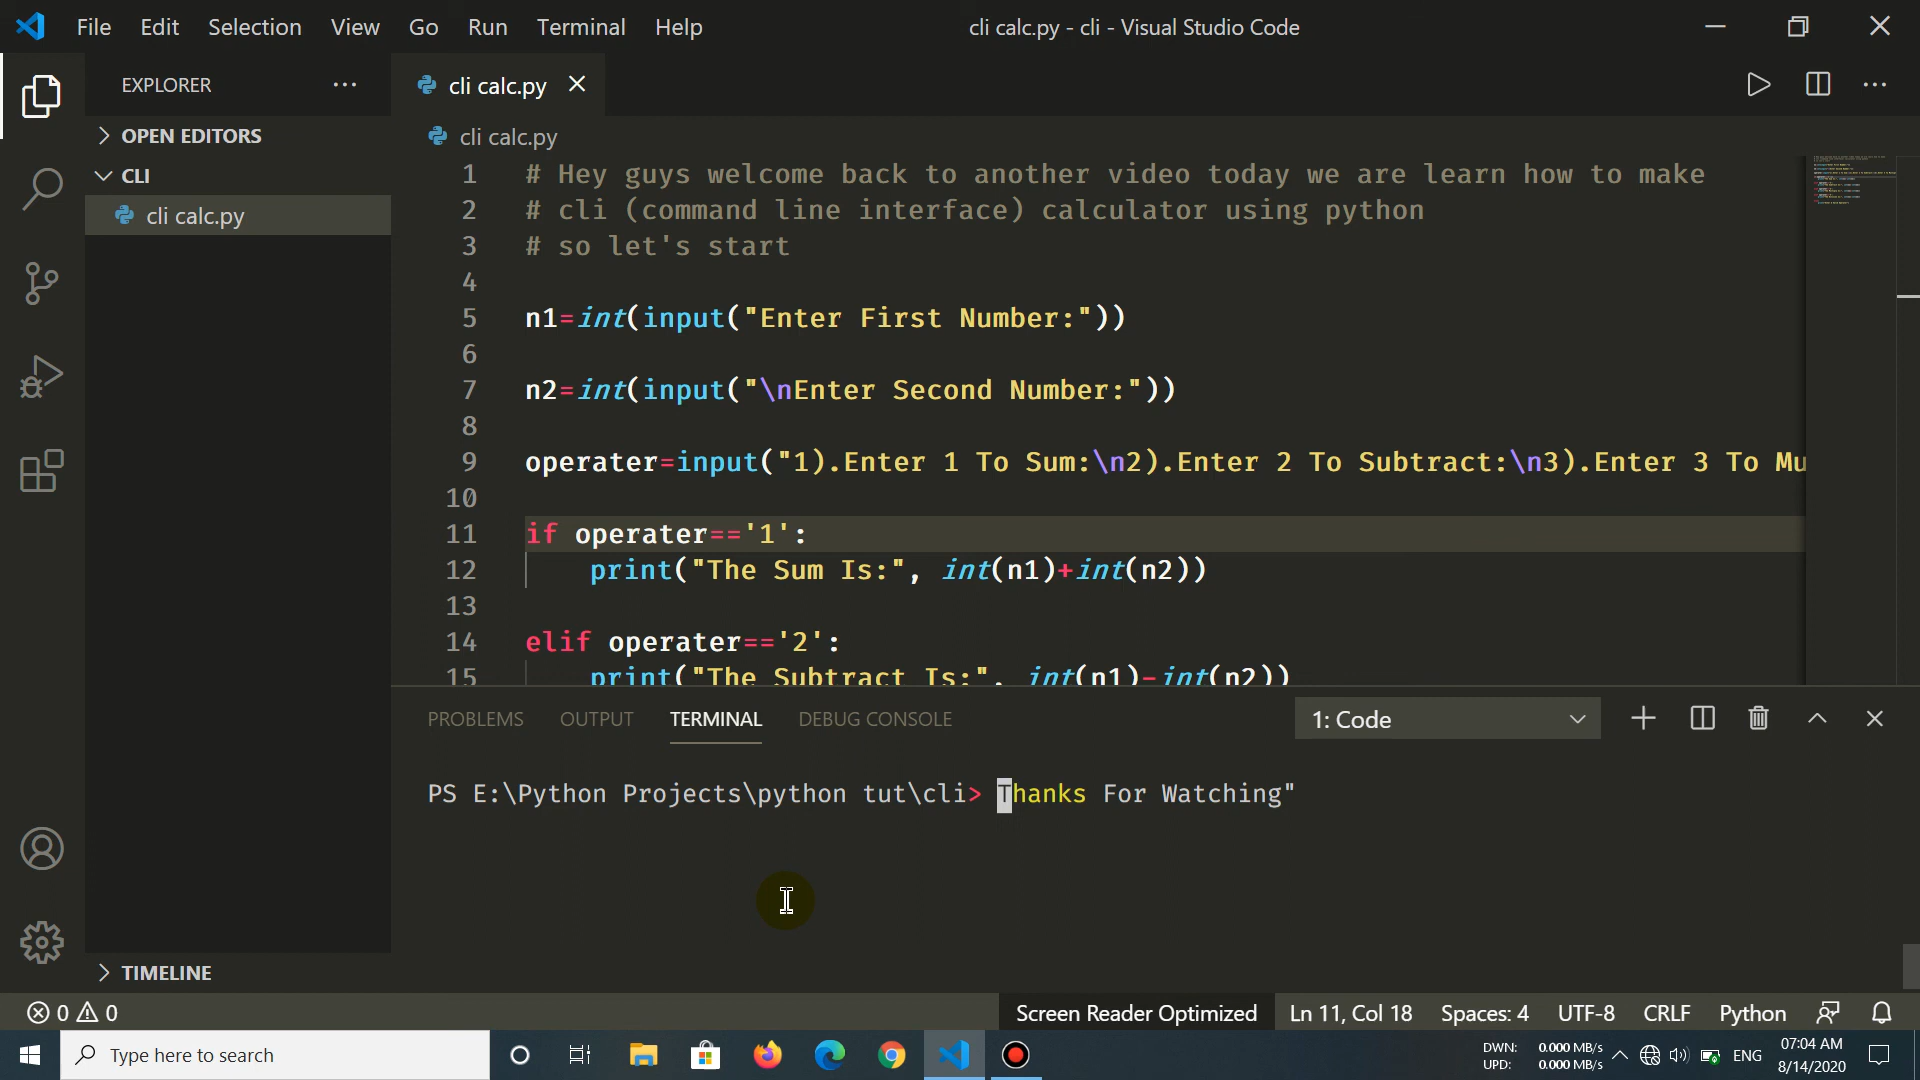 File Edit Selection View Go Run Terminal Help cli calc.py - cli - Visual Studio Code
EXPLORER
cli calc.py
OPEN EDITORS
CLI
cli calc.py
TIMELINE
cli calc.py
1 # Hey guys welcome back to another video today we are learn how to make
2 # cli (command line interface) calculator using python
3 # so let's start
4
5 n1=int(input("Enter First Number:"))
6
7 n2=int(input("\nEnter Second Number:"))
8
9 operater=input("1).Enter 1 To Sum:\n2).Enter 2 To Subtract:\n3).Enter 3 To Mu
10
11 if operater=='1':
12 print("The Sum Is:", int(n1)+int(n2))
13
14 elif operater=='2':
15 print("The Subtract Is:", int(n1)-int(n2))
PROBLEMS OUTPUT TERMINAL DEBUG CONSOLE 1: Code
PS E:\Python Projects\python tut\cli> Thanks For Watching"
0 0 Screen Reader Optimized Ln 11, Col 18 Spaces: 4 UTF-8 CRLF Python
Type here to search
DWN: 0.000 MB/s
UPD: 0.000 MB/s
ENG
07:04 AM
8/14/2020